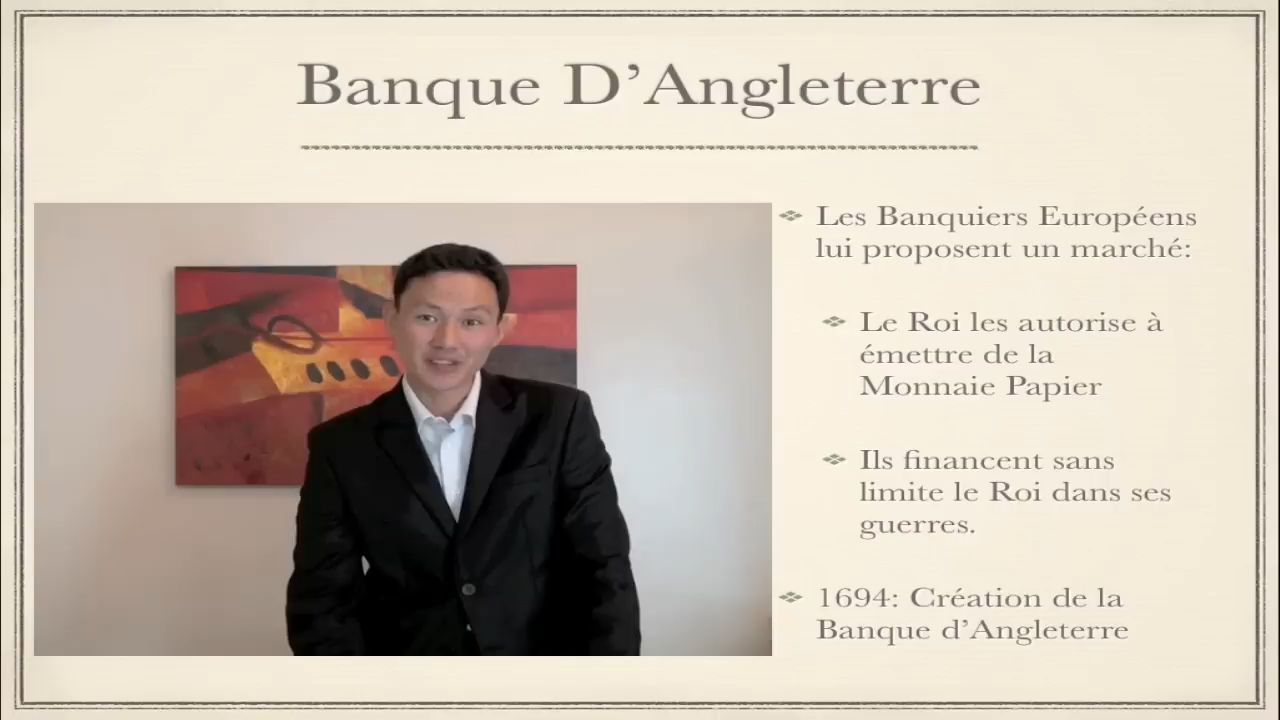 Banque D’Angleterre
Les Banquiers Européens
lui proposent un marché:
Le Roi les autorise à
émettre de la
Monnaie Papier
Ils financent sans
limite le Roi dans ses
guerres.
1694: Création de la
Banque d’Angleterre